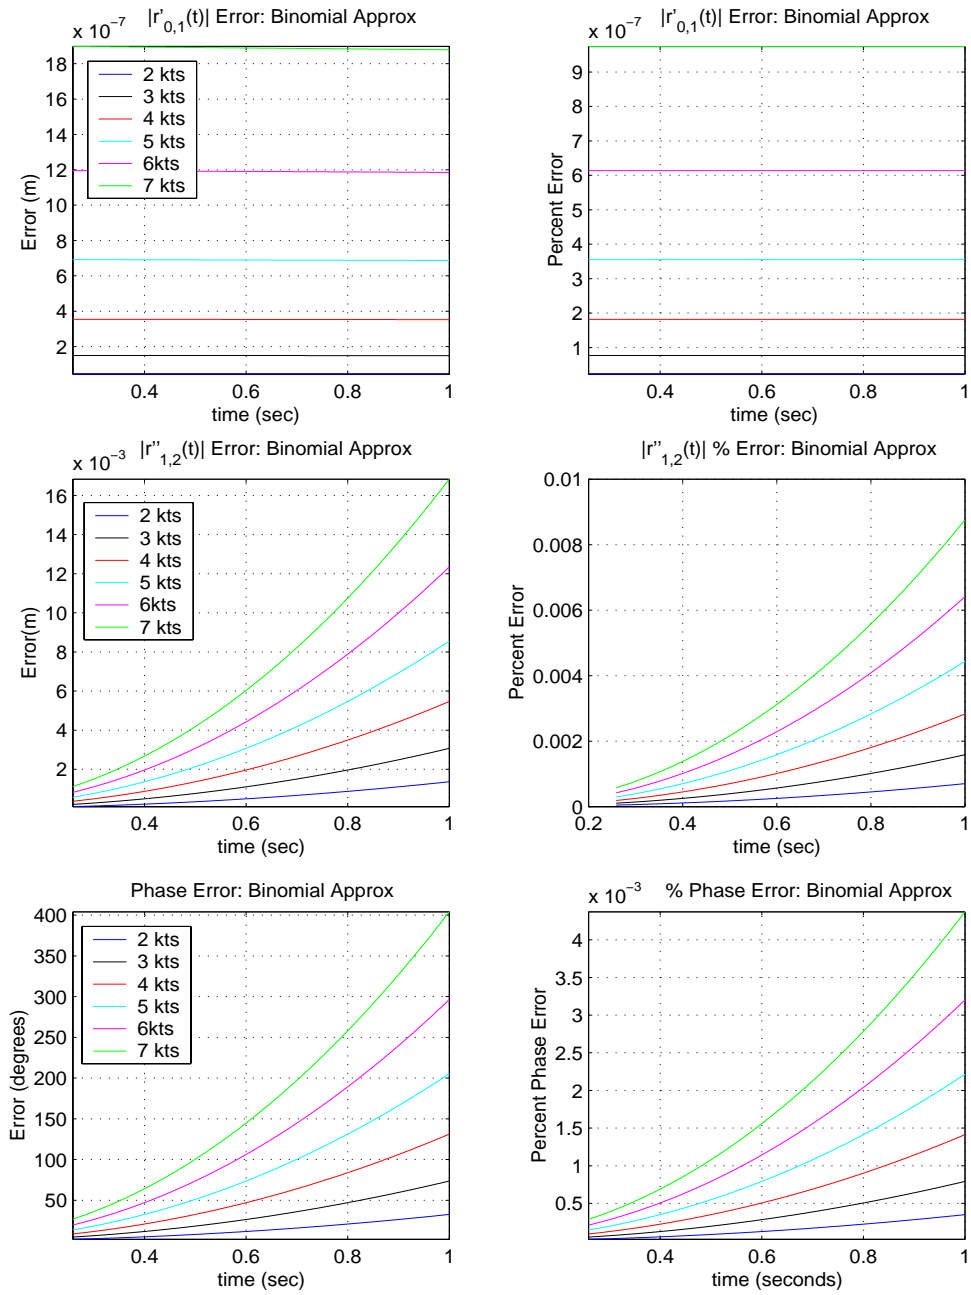 |r'0,1(t)| Error: Binomial Approx
x 10−7
18
16
14
12
10
8
6
4
2
Error (m)
2 kts
3 kts
4 kts
5 kts
6kts
7 kts
0.4 0.6 0.8 1
time (sec)
|r'0,1(t)| Error: Binomial Approx
x 10−7
9
8
7
6
5
4
3
2
1
Percent Error
0.4 0.6 0.8 1
time (sec)
|r''1,2(t)| Error: Binomial Approx
x 10−3
16
14
12
10
8
6
4
2
Error(m)
2 kts
3 kts
4 kts
5 kts
6kts
7 kts
0.4 0.6 0.8 1
time (sec)
|r''1,2(t)| % Error: Binomial Approx
0.01
0.008
0.006
0.004
0.002
0
Percent Error
0.2 0.4 0.6 0.8 1
time (sec)
Phase Error: Binomial Approx
400
350
300
250
200
150
100
50
Error (degrees)
2 kts
3 kts
4 kts
5 kts
6kts
7 kts
0.4 0.6 0.8 1
time (sec)
% Phase Error: Binomial Approx
x 10−3
4
3.5
3
2.5
2
1.5
1
0.5
Percent Phase Error
0.4 0.6 0.8 1
time (seconds)